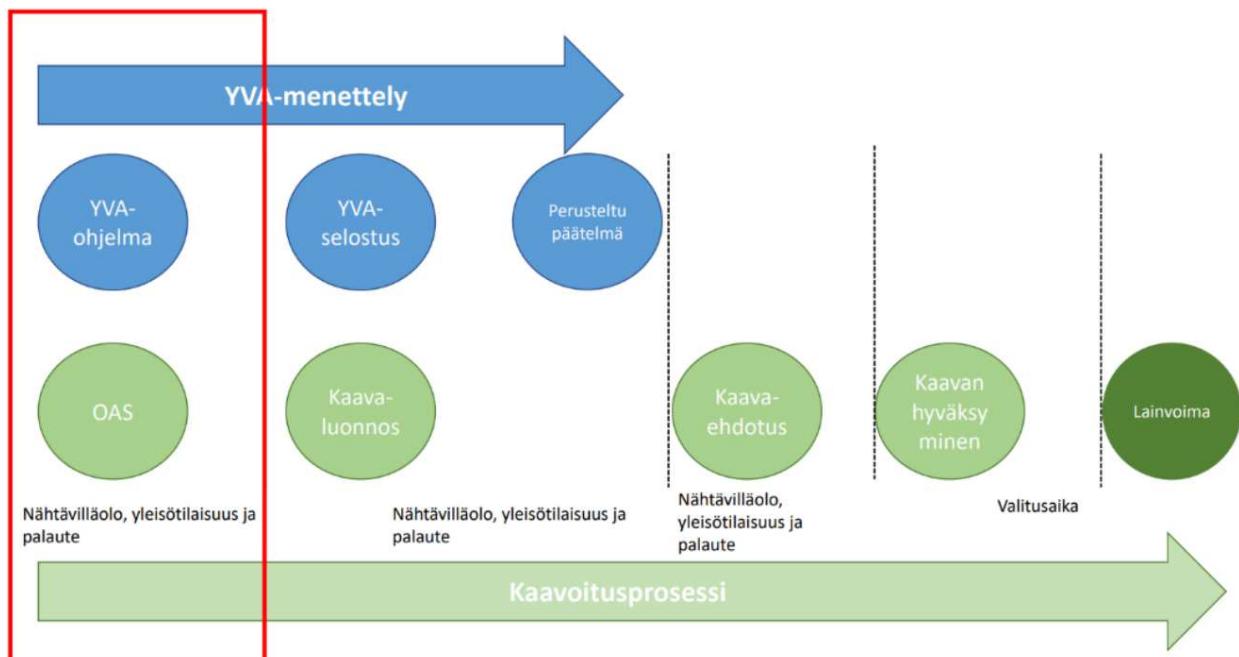 YVA-menettely
YVA-
ohjelma
YVA-
selostus
Perusteltu
päätelmä
OAS
Kaava-
luonnos
Kaava-
ehdotus
Kaavan
hyväksy
minen
Lainvoima
Nähtävilläolo, yleisötilaisuus ja
palaute
Nähtävilläolo, yleisötilaisuus ja
palaute
Nähtävilläolo,
yleisötilaisuus ja
palaute
Valitusaika
Kaavoitusprosessi